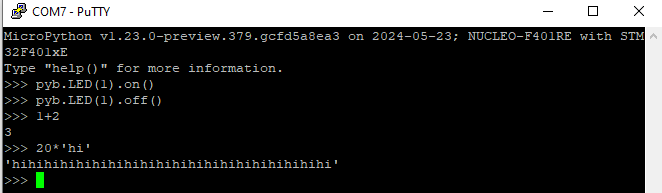 COM7 - PuTTY
MicroPython v1.23.0-preview.379.gcfd5a8ea3 on 2024-05-23; NUCLEO-F401RE with STM
32F401xE
Type "help()" for more information.
>>> pyb.LED(1).on()
>>> pyb.LED(1).off()
>>> 1+2
3
>>> 20*'hi'
'hihihihihihihihihihihihihihihihihihihihi'
>>>